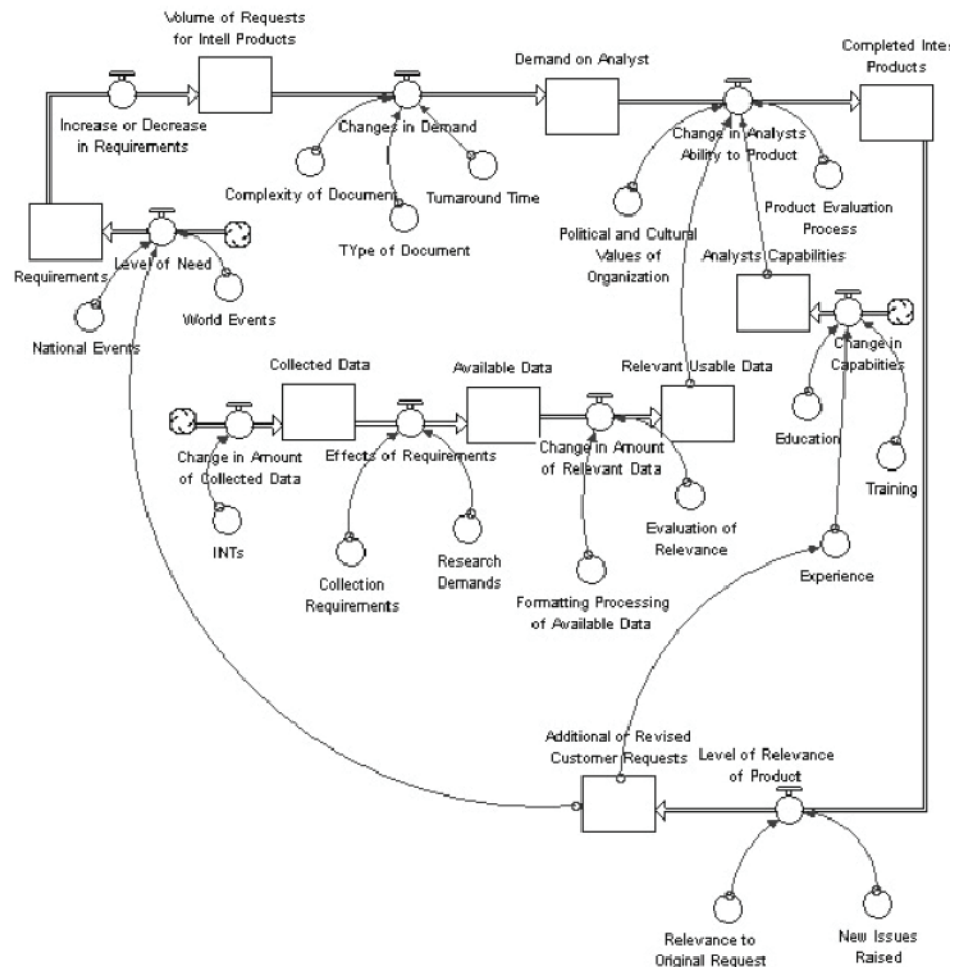 Volume of Requests
for Intell Products
Demand on Analyst
Completed Inte
Products
Increase or Decrease
in Requirements
Changes in Demand
Change in Analysts
Ability to Product
Complexity of Document
Turnaround Time
TYpe of Document
Product Evaluation
Process
Political and Cultural
Values of
Organization
Analysts Capabilities
Requirements
Level of Need
World Events
National Events
Change in
Capabiities
Collected Data
Available Data
Relevant Usable Data
Change in Amount
of Collected Data
Effects of Requirements
Change in Amount
of Relevant Data
Education
Training
INTs
Collection
Requirements
Research
Demands
Evaluation of
Relevance
Formatting Processing
of Available Data
Experience
Additional or Revised
Customer Requests
Level of Relevance
of Product
Relevance to
Original Request
New Issues
Raised